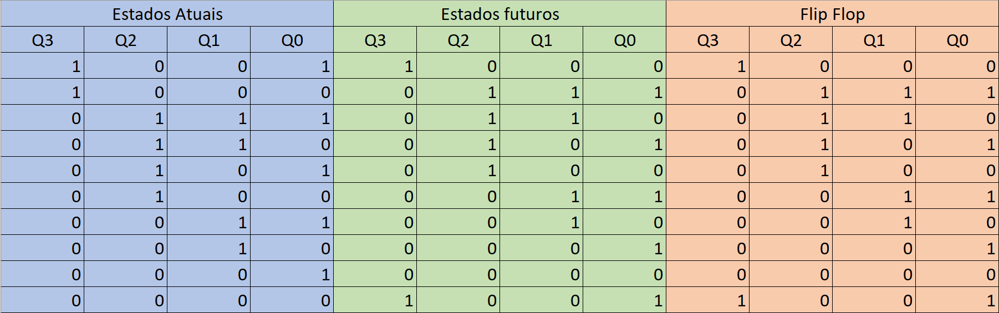 Estados Atuais Estados futuros Flip Flop
Q3 Q2 Q1 Q0 Q3 Q2 Q1 Q0 Q3 Q2 Q1 Q0
1 0 0 1 1 0 0 0 1 0 0 0
1 0 0 0 0 1 1 1 0 1 1 1
0 1 1 1 0 1 1 0 0 1 1 0
0 1 1 0 0 1 0 1 0 1 0 1
0 1 0 1 0 1 0 0 0 1 0 0
0 1 0 0 0 0 1 1 0 0 1 1
0 0 1 1 0 0 1 0 0 0 1 0
0 0 1 0 0 0 0 1 0 0 0 1
0 0 0 1 0 0 0 0 0 0 0 0
0 0 0 0 1 0 0 1 1 0 0 1